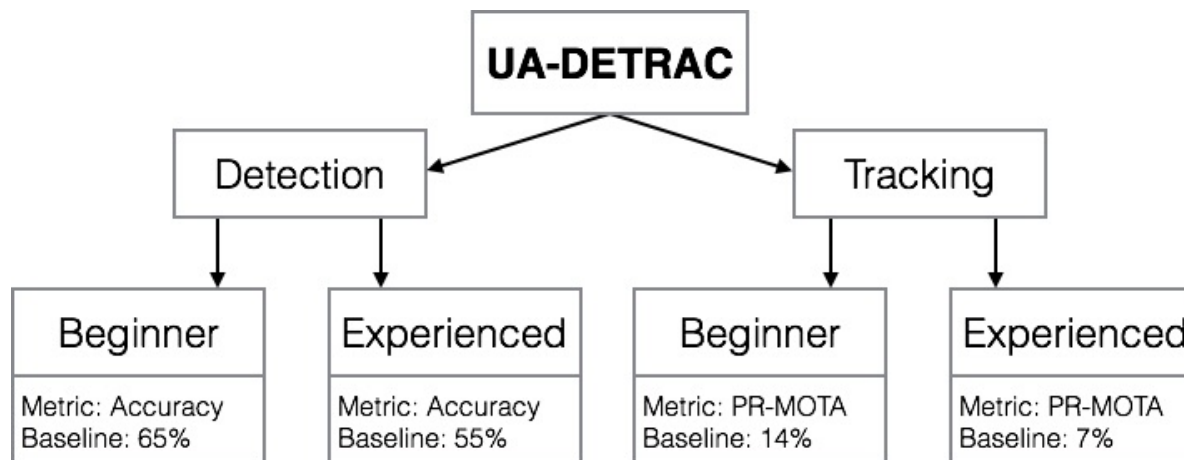 UA-DETRAC
Detection
Tracking
Beginner
Metric: Accuracy
Baseline: 65%
Experienced
Metric: Accuracy
Baseline: 55%
Beginner
Metric: PR-MOTA
Baseline: 14%
Experienced
Metric: PR-MOTA
Baseline: 7%